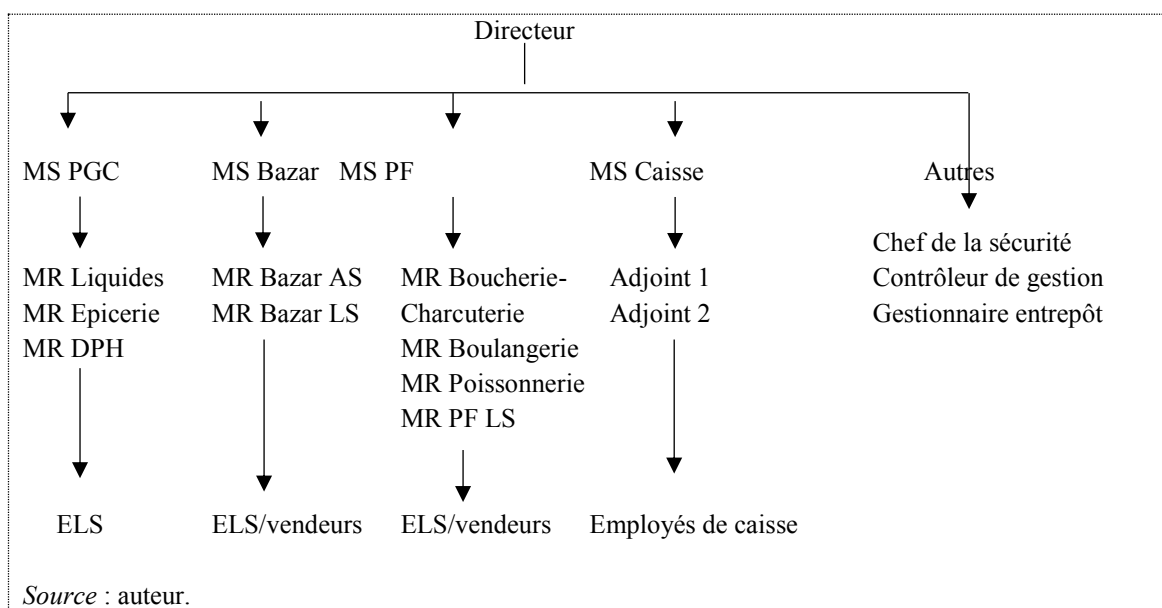 Directeur
MS PGC MS Bazar MS PF MS Caisse Autres
MR Liquides
MR Epicerie
MR DPH
MR Bazar AS
MR Bazar LS
MR Boucherie-
Charcuterie
MR Boulangerie
MR Poissonnerie
MR PF LS
Adjoint 1
Adjoint 2
Chef de la sécurité
Contrôleur de gestion
Gestionnaire entrepôt
ELS ELS/vendeurs ELS/vendeurs Employés de caisse
Source : auteur.